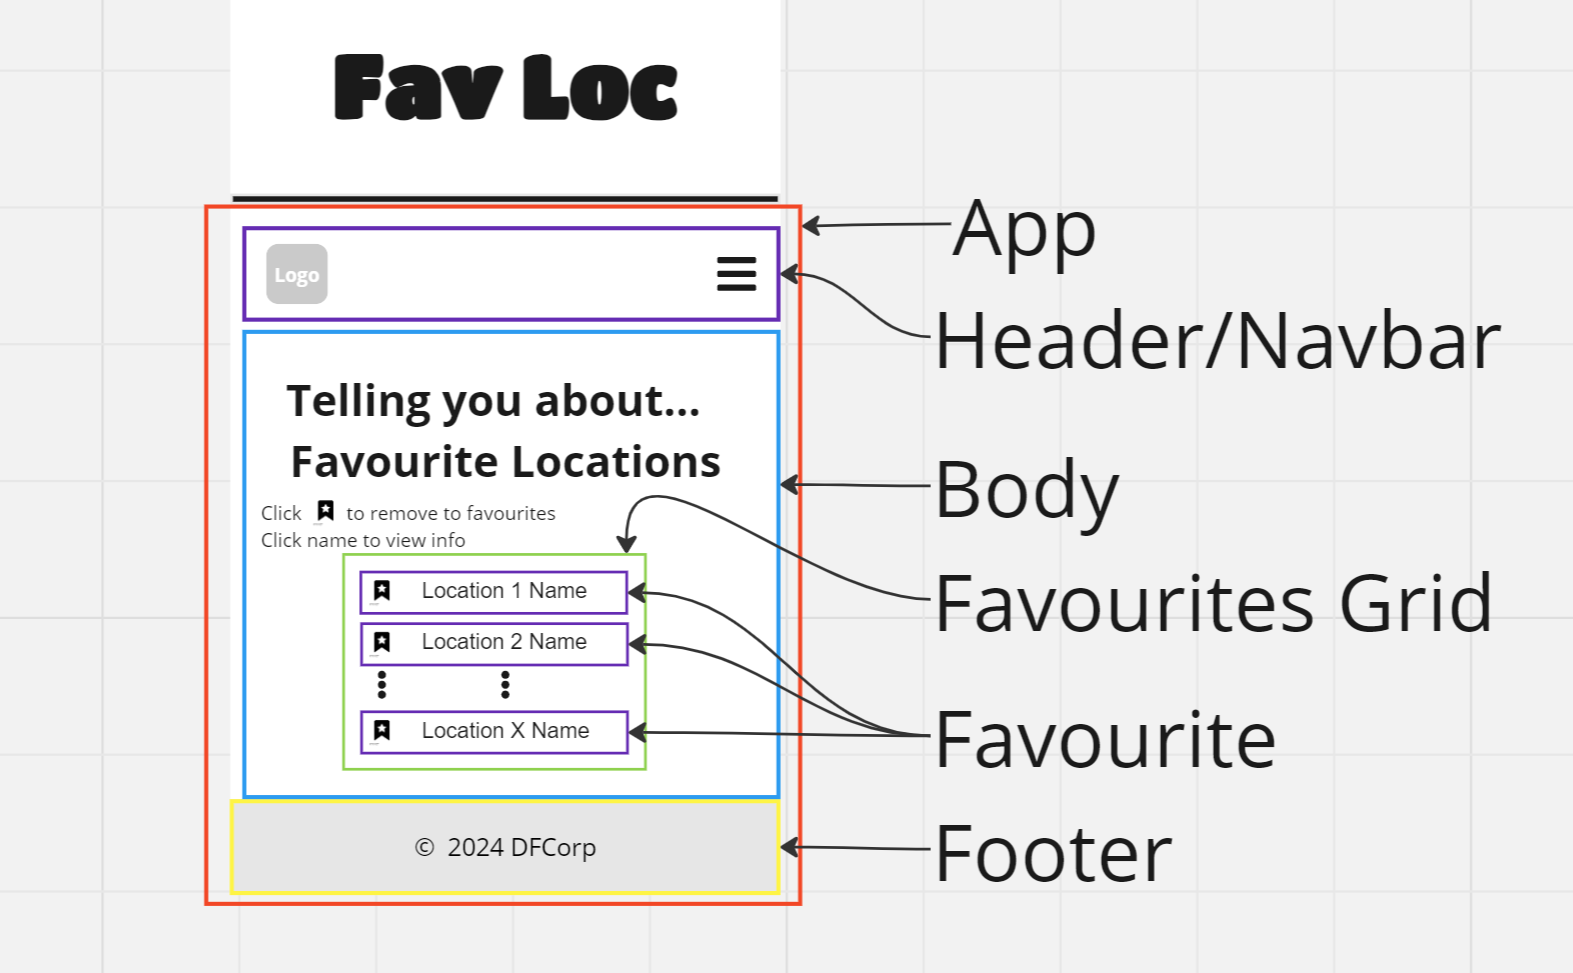 Fav Loc
App
Logo
Header/Navbar
Telling you about...
Favourite Locations
Body
Click to remove to favourites
Click name to view info
Favourites Grid
Location 1 Name
Location 2 Name
Location X Name
Favourite
© 2024 DFCorp
Footer